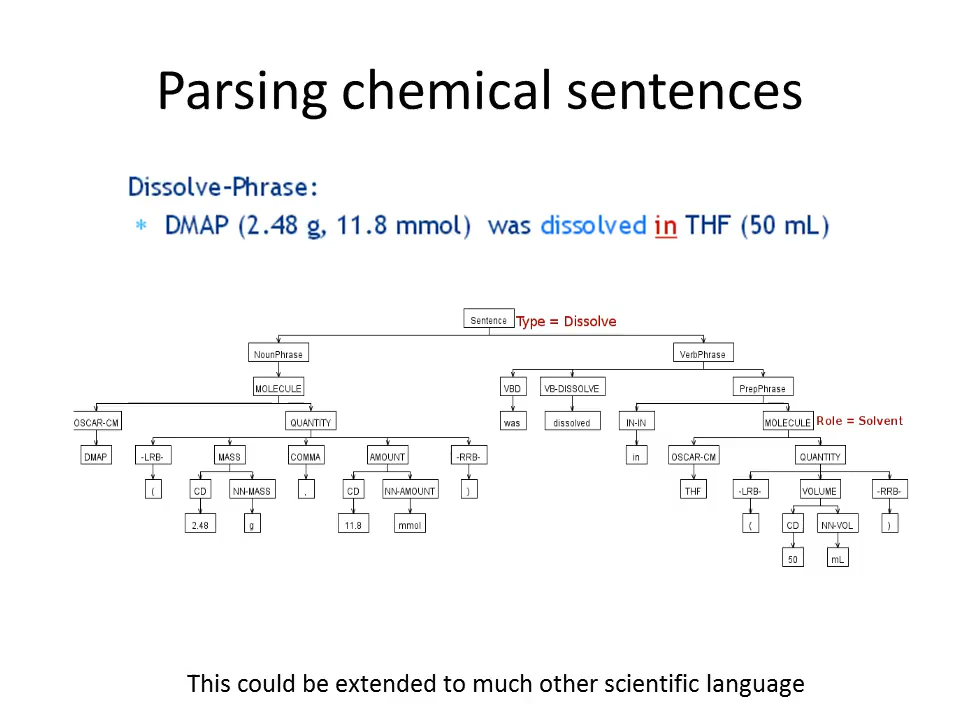 Parsing chemical sentences
Dissolve-Phrase:
* DMAP (2.48 g, 11.8 mmol) was dissolved in THF (50 mL)
Sentence Type = Dissolve
NounPhrase VerbPhrase
MOLECULE VBD VB-DISSOLVE PrepPhrase
OSCAR-CM QUANTITY was dissolved IN-IN MOLECULE Role = Solvent
DMAP -LRB- MASS COMMA AMOUNT -RRB- in OSCAR-CM QUANTITY
( CD NN-MASS , CD NN-AMOUNT ) THF -LRB- VOLUME -RRB-
2.48 g 11.8 mmol ( CD NN-VOL )
50 mL
This could be extended to much other scientific language